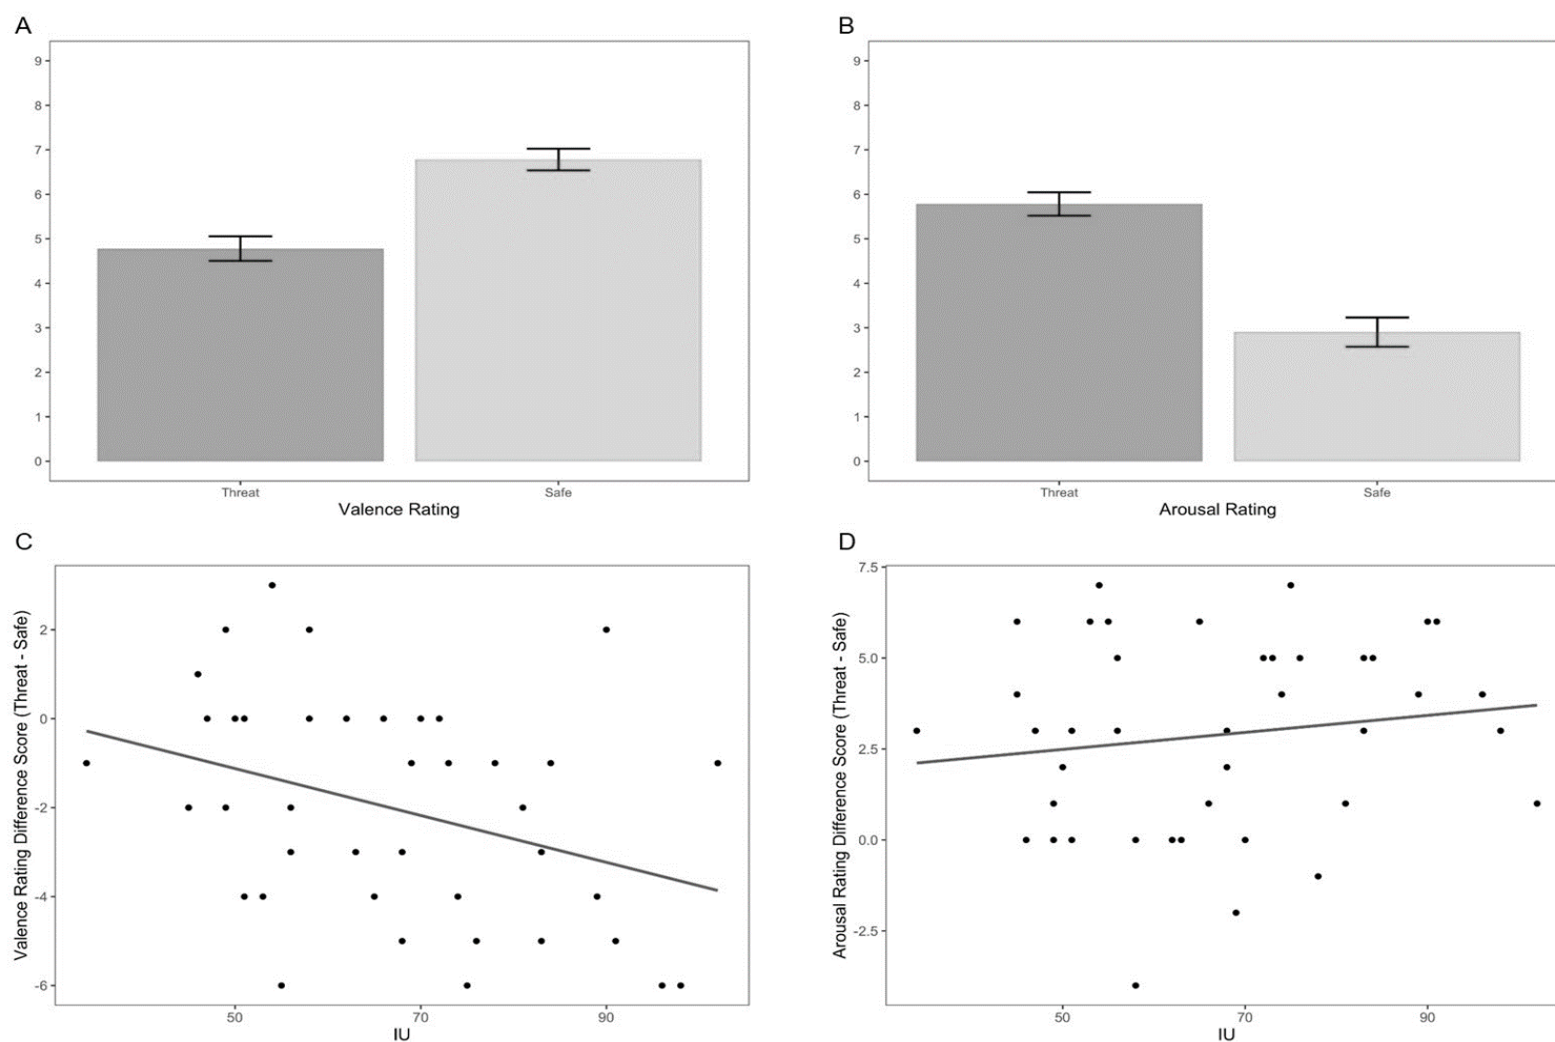 A
9
8
7
6
5
4
3
2
1
0
Threat
Safe
Valence Rating
B
9
8
7
6
5
4
3
2
1
0
Threat
Safe
Arousal Rating
C
Valence Rating Difference Score (Threat - Safe)
2
0
-2
-4
-6
50
70
90
IU
D
Arousal Rating Difference Score (Threat - Safe)
7.5
5.0
2.5
0.0
-2.5
50
70
90
IU